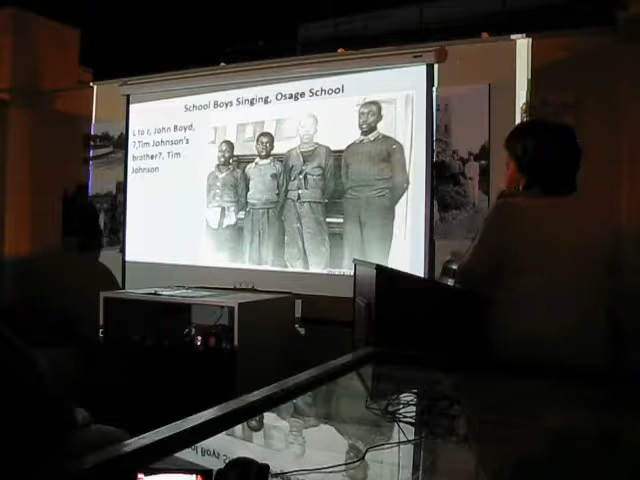 School Boys Singing, Osage School
L to r, John Boyd,
?,Tim Johnson's
brother?, Tim
Johnson